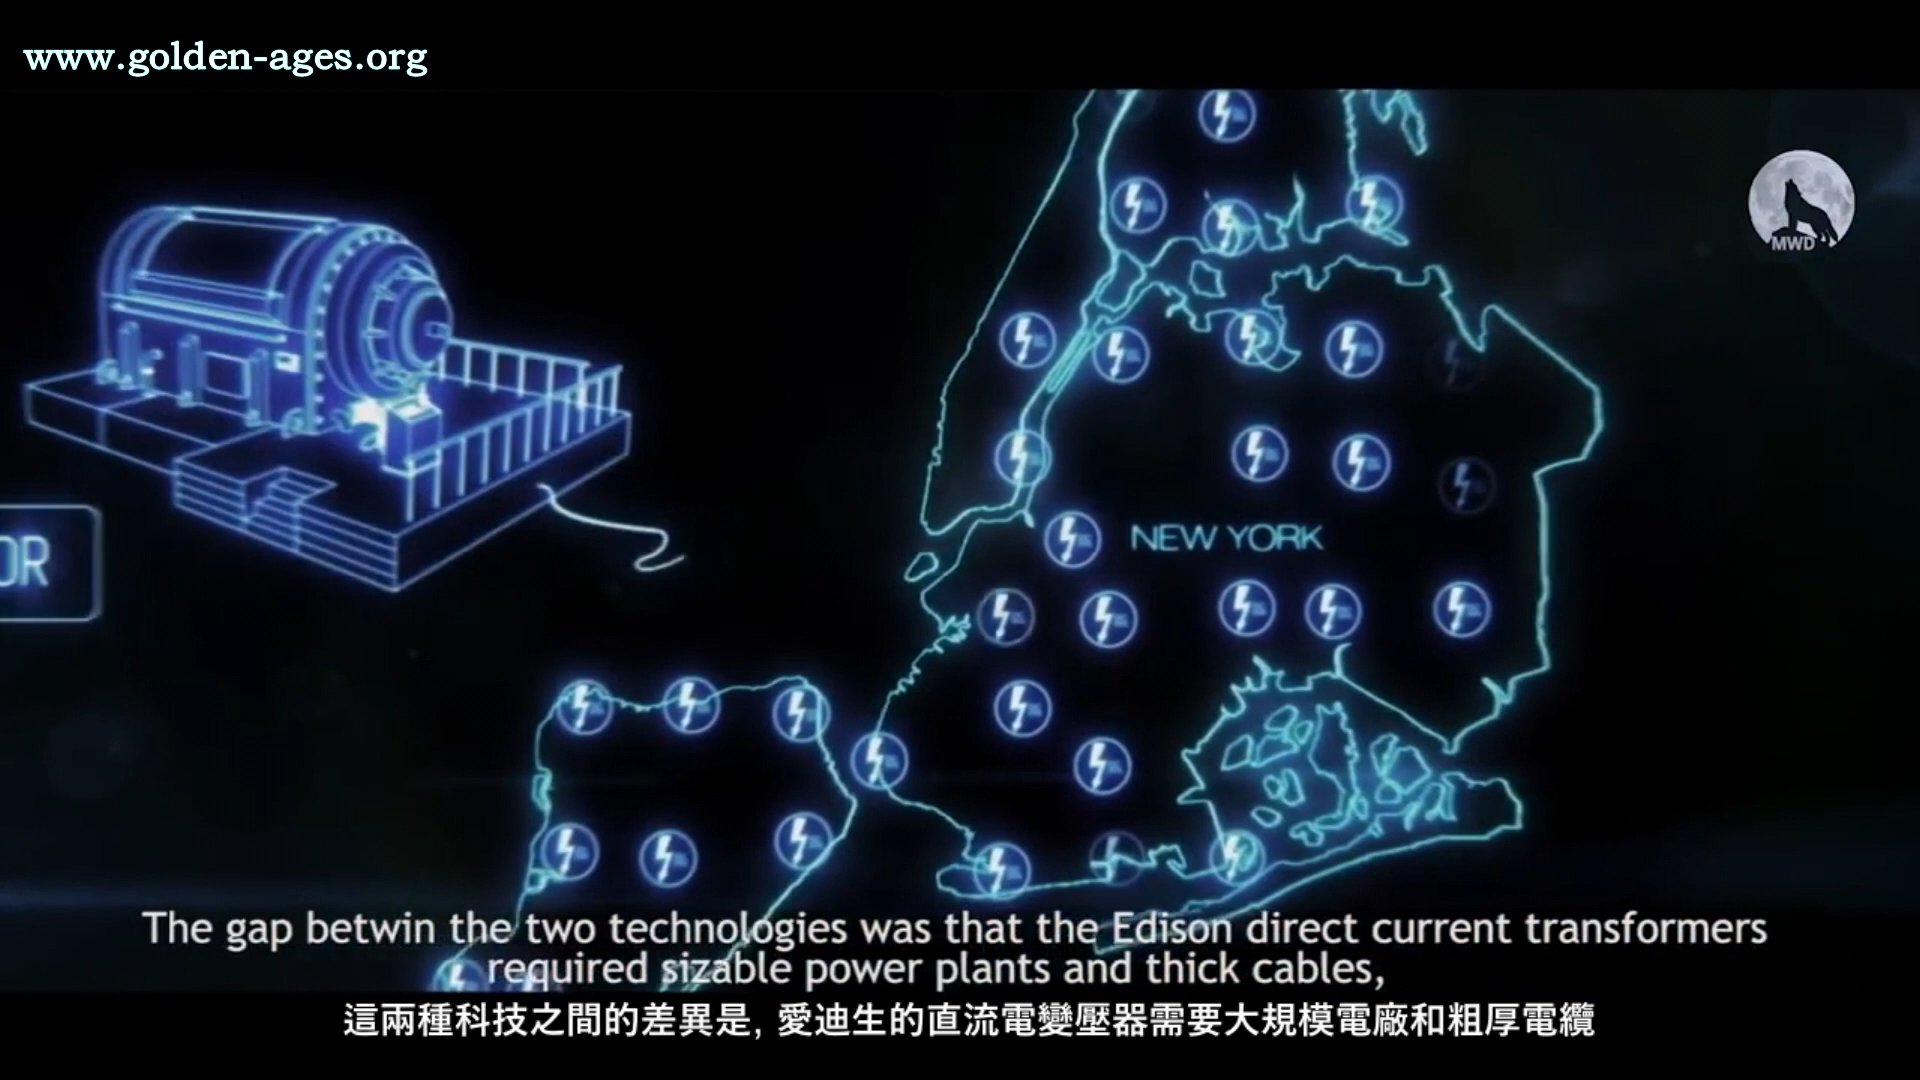 www.golden-ages.org
MWD
OR
NEW YORK
The gap betwin the two technologies was that the Edison direct current transformers
required sizable power plants and thick cables,
這兩種科技之間的差異是, 愛迪生的直流電變壓器需要大規模電廠和粗厚電纜